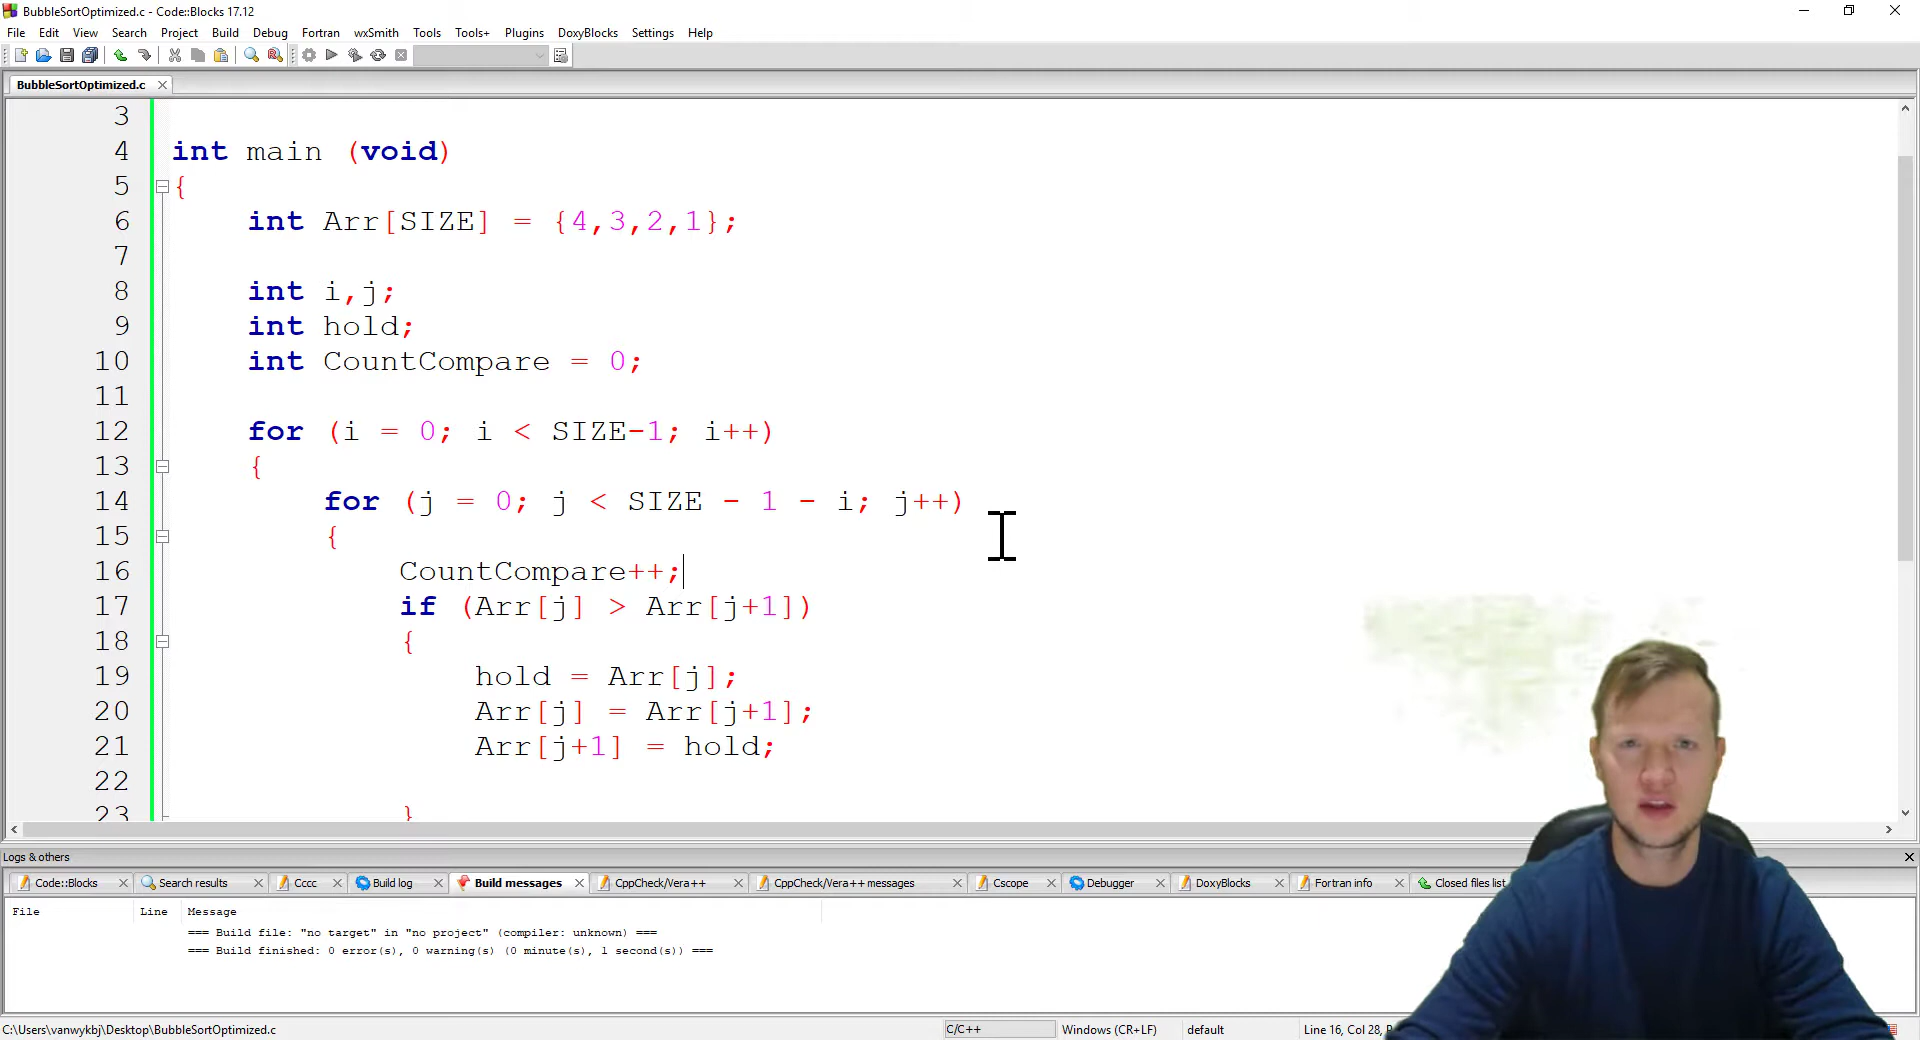 BubbleSortOptimized.c - Code::Blocks 17.12
File Edit View Search Project Build Debug Fortran wxSmith Tools Tools+ Plugins DoxyBlocks Settings Help
BubbleSortOptimized.c
3
4 int main (void)
5 {
6 int Arr[SIZE] = {4,3,2,1};
7
8 int i,j;
9 int hold;
10 int CountCompare = 0;
11
12 for (i = 0; i < SIZE-1; i++)
13 {
14 for (j = 0; j < SIZE - 1 - i; j++)
15 {
16 CountCompare++;
17 if (Arr[j] > Arr[j+1])
18 {
19 hold = Arr[j];
20 Arr[j] = Arr[j+1];
21 Arr[j+1] = hold;
22
23 }
Logs & others
Code::Blocks Search results Cccc Build log Build messages CppCheck/Vera++ CppCheck/Vera++ messages Cscope Debugger DoxyBlocks Fortran info Closed files list
File Line Message
=== Build file: "no target" in "no project" (compiler: unknown) ===
=== Build finished: 0 error(s), 0 warning(s) (0 minute(s), 1 second(s)) ===
C:\Users\vanwykbj\Desktop\BubbleSortOptimized.c C/C++ Windows (CR+LF) default Line 16, Col 28,